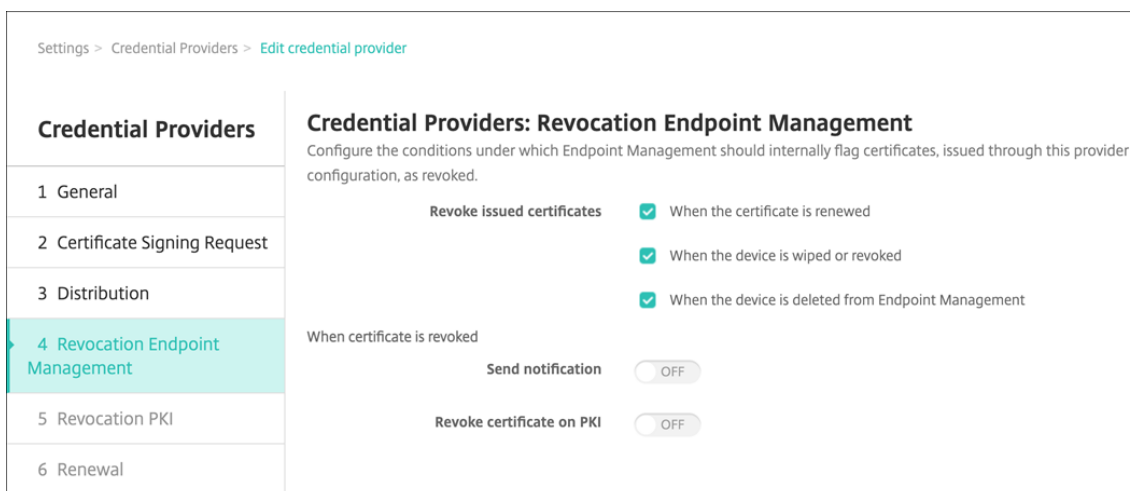 Settings > Credential Providers > Edit credential provider
Credential Providers
1 General
2 Certificate Signing Request
3 Distribution
4 Revocation Endpoint
Management
5 Revocation PKI
6 Renewal
Credential Providers: Revocation Endpoint Management
Configure the conditions under which Endpoint Management should internally flag certificates, issued through this provider
configuration, as revoked.
Revoke issued certificates
When the certificate is renewed
When the device is wiped or revoked
When the device is deleted from Endpoint Management
When certificate is revoked
Send notification OFF
Revoke certificate on PKI OFF